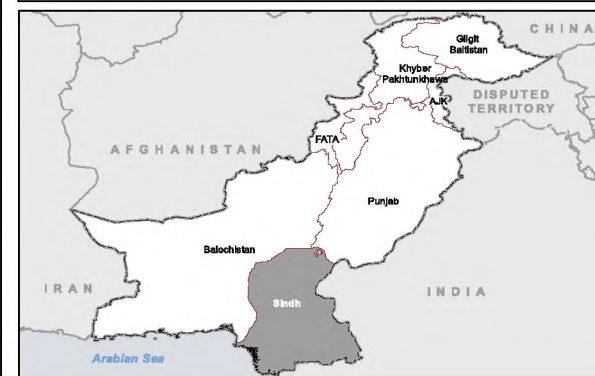 CHINA
Gilgit
Baltistan
Khyber
Pakhtunkhawa
DISPUTED
TERRITORY
AJK
FATA
AFGHANISTAN
Punjab
Balochistan
IRAN
Sindh
INDIA
Arabian Sea